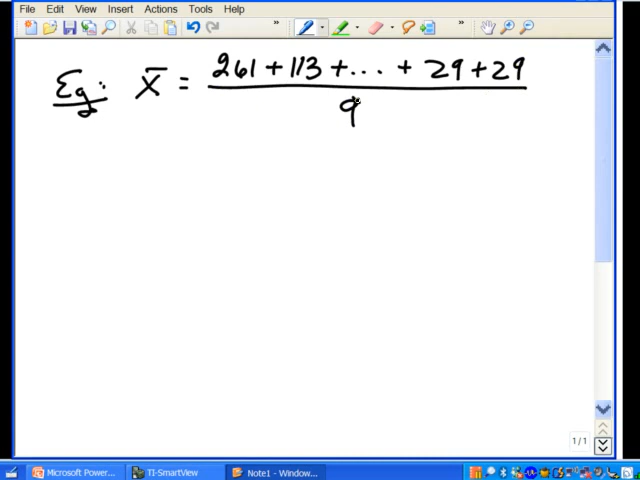 File Edit View Insert Actions Tools Help
Eg: x̄ = 261 + 113 + ... + 29 + 29
9
1/1
Microsoft Power... TI-SmartView Note1 - Window...